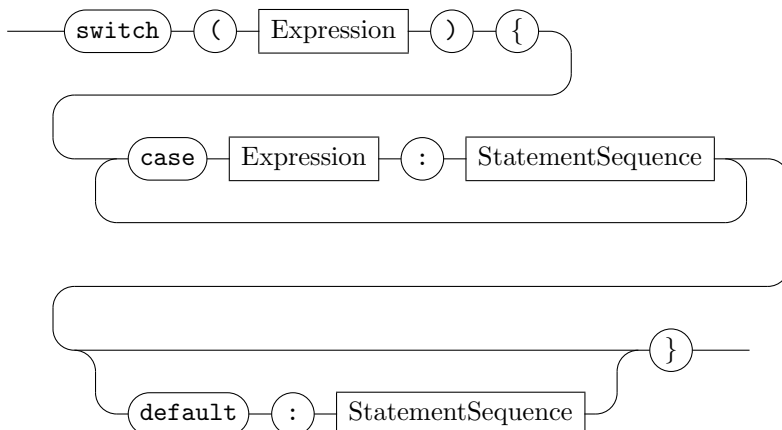 switch ( Expression ) {
case Expression : StatementSequence
}
default : StatementSequence